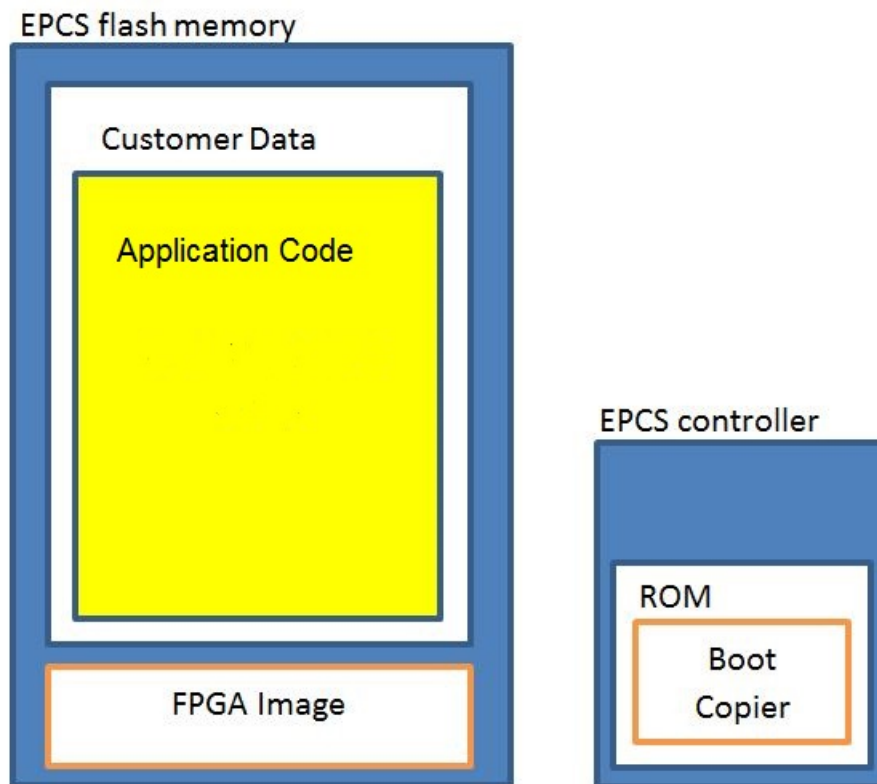 EPCS flash memory
Customer Data
Application Code
FPGA Image
EPCS controller
ROM
Boot
Copier